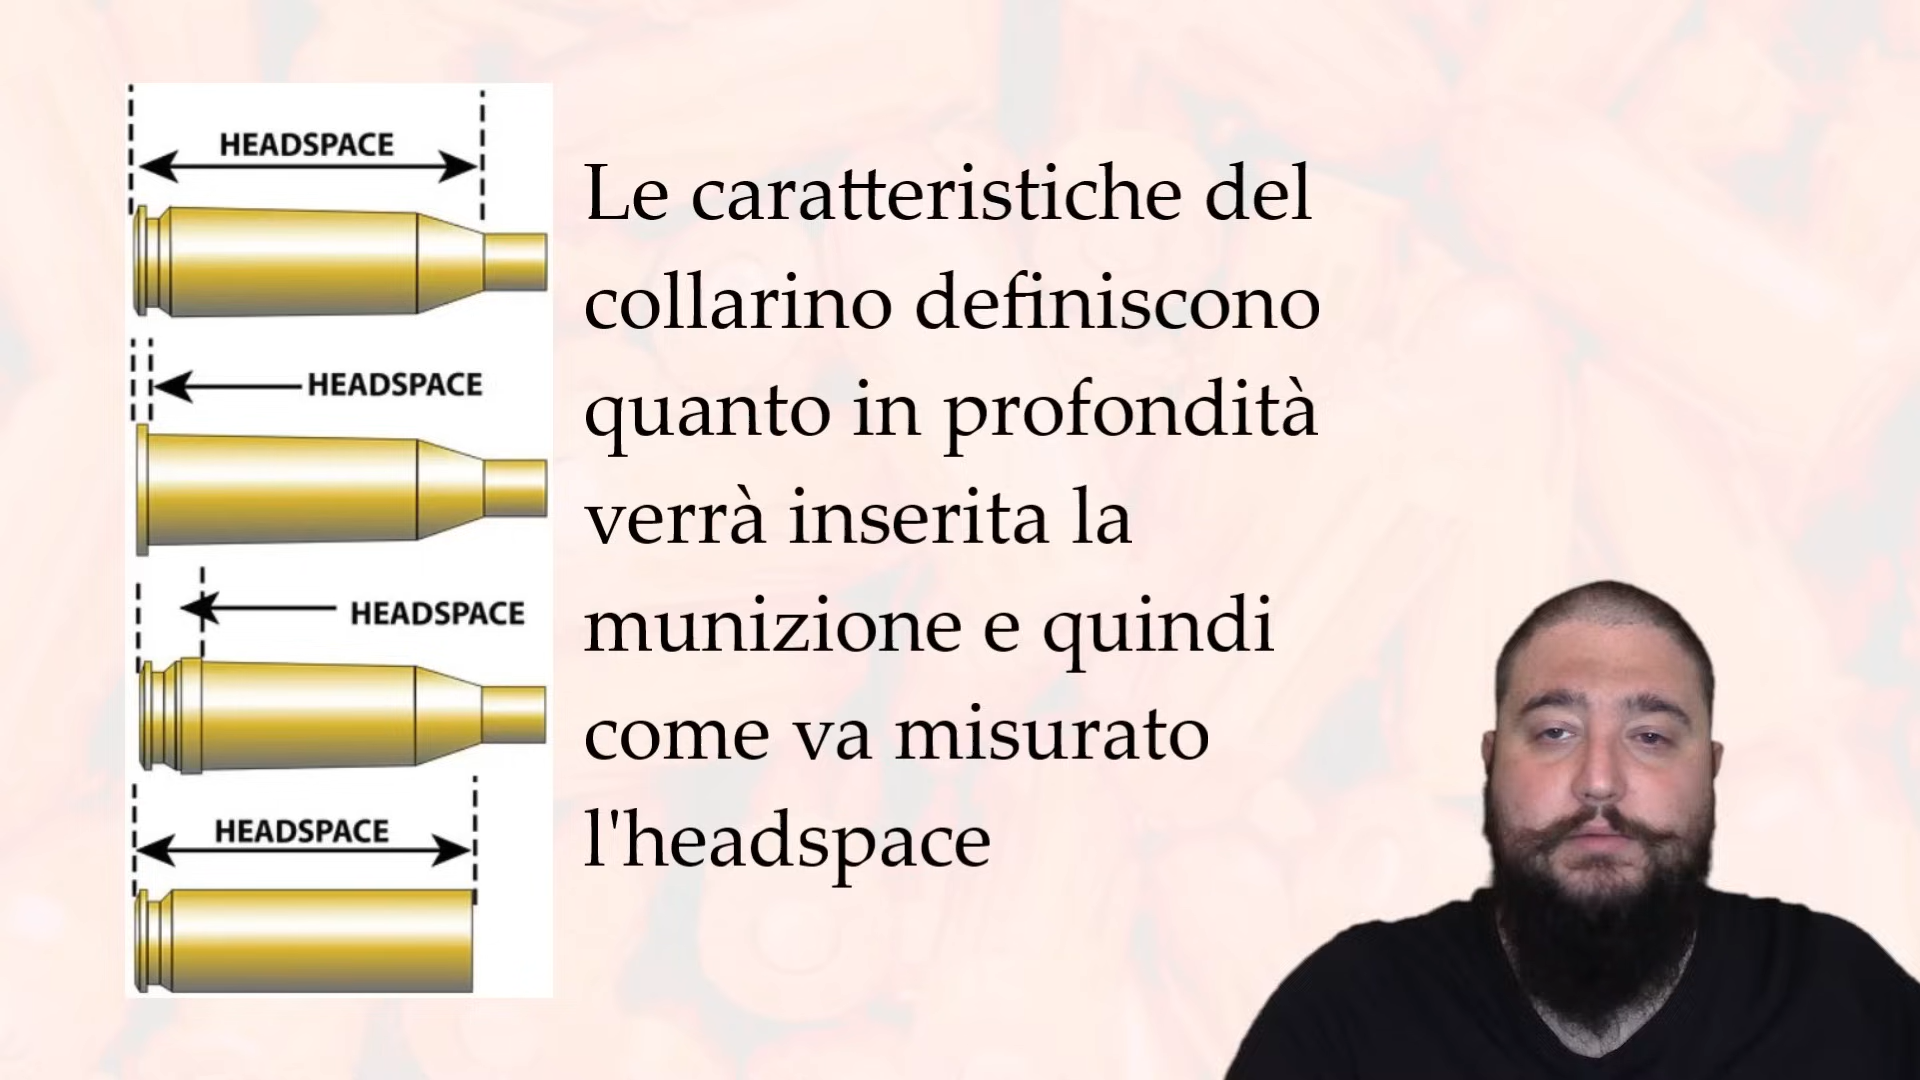 HEADSPACE
HEADSPACE
HEADSPACE
HEADSPACE
Le caratteristiche del
collarino definiscono
quanto in profondità
verrà inserita la
munizione e quindi
come va misurato
l'headspace